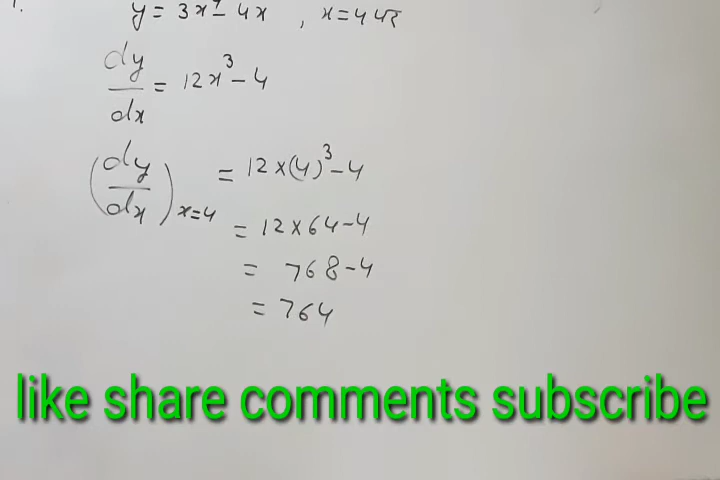 1.
y = 3x⁴ - 4x , x = 4 पर
dy/dx = 12x³ - 4
(dy/dx)x=4 = 12 × (4)³ - 4
= 12 × 64 - 4
= 768 - 4
= 764
like share comments subscribe